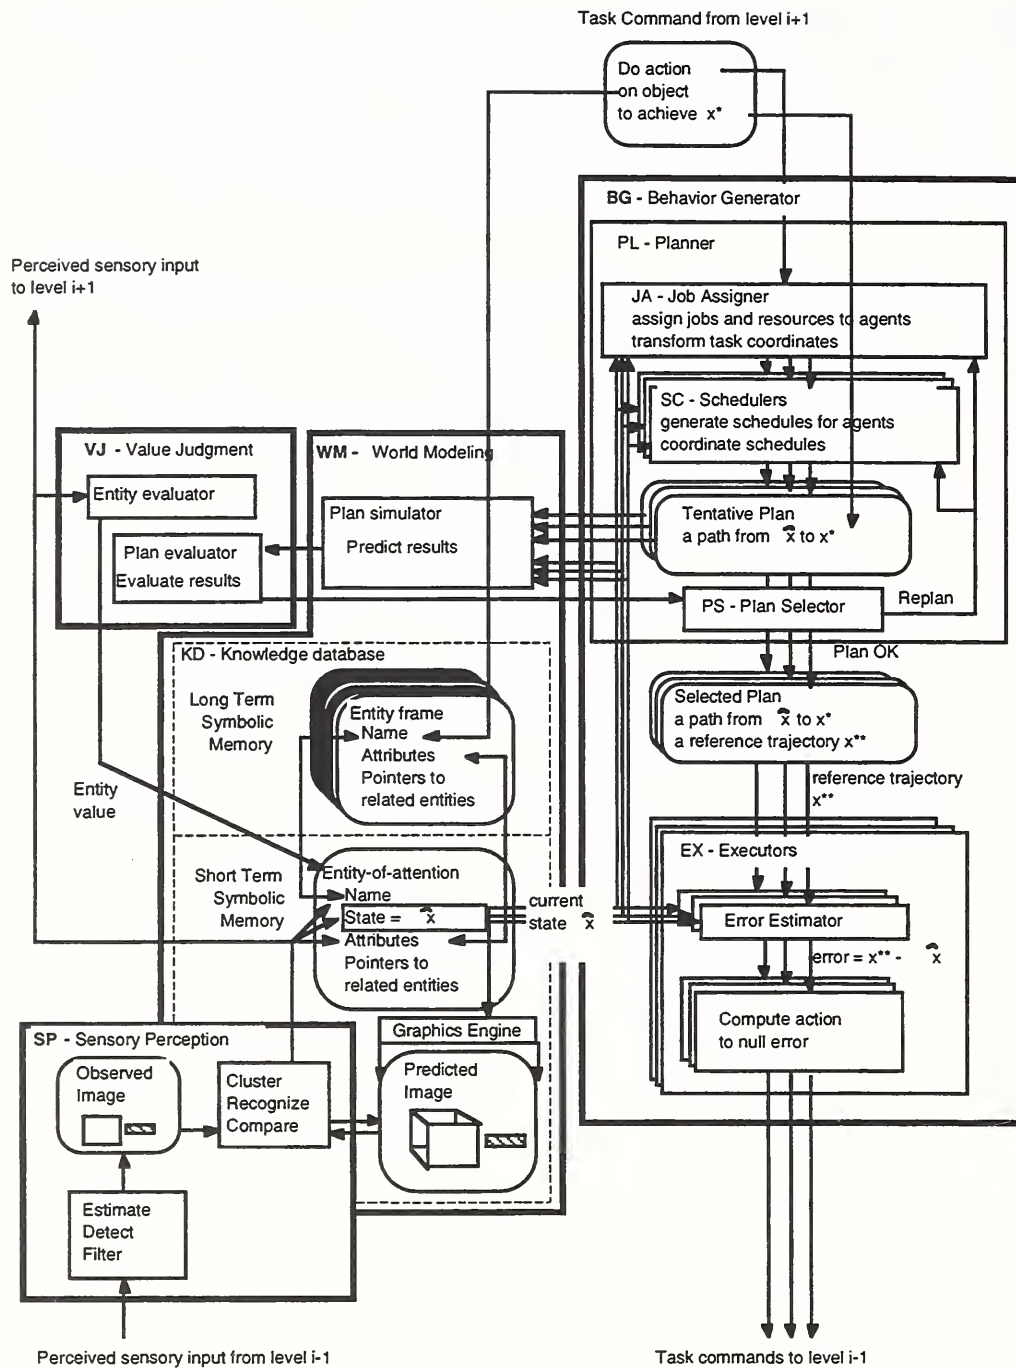 Task Command from level i+1
Do action
on object
to achieve x*
BG - Behavior Generator
PL - Planner
Perceived sensory input
to level i+1
JA - Job Assigner
assign jobs and resources to agents
transform task coordinates
SC - Schedulers
generate schedules for agents
coordinate schedules
VJ - Value Judgment
WM - World Modeling
Entity evaluator
Plan simulator
Predict results
Tentative Plan
a path from x̂ to x*
Plan evaluator
Evaluate results
PS - Plan Selector
Replan
Plan OK
KD - Knowledge database
Long Term
Symbolic
Memory
Entity frame
Name
Attributes
Pointers to
related entities
Selected Plan
a path from x̂ to x*
a reference trajectory x**
reference trajectory
x**
Entity
value
EX - Executors
Short Term
Symbolic
Memory
Entity-of-attention
Name
State = x̂
Attributes
Pointers to
related entities
current
state x̂
Error Estimator
error = x** - x̂
Compute action
to null error
Graphics Engine
SP - Sensory Perception
Observed
Image
Cluster
Recognize
Compare
Predicted
Image
Estimate
Detect
Filter
Perceived sensory input from level i-1
Task commands to level i-1